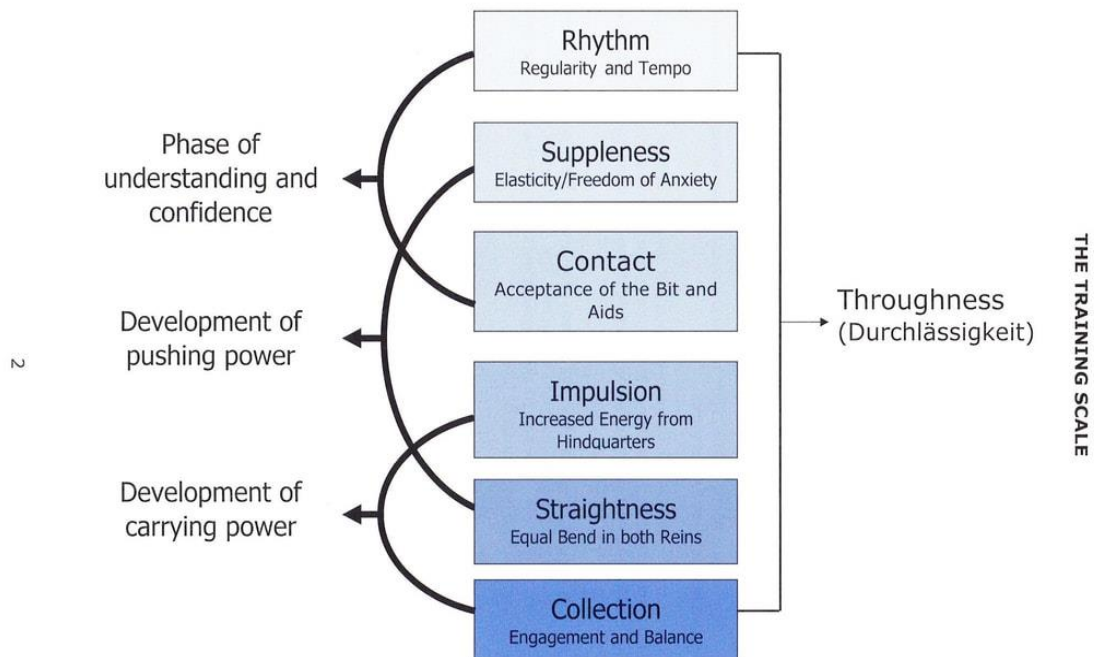 THE TRAINING SCALE
Rhythm
Regularity and Tempo
Suppleness
Elasticity/Freedom of Anxiety
Contact
Acceptance of the Bit and
Aids
Impulsion
Increased Energy from
Hindquarters
Straightness
Equal Bend in both Reins
Collection
Engagement and Balance
Phase of
understanding and
confidence
Development of
pushing power
Development of
carrying power
Throughness
(Durchlässigkeit)
2